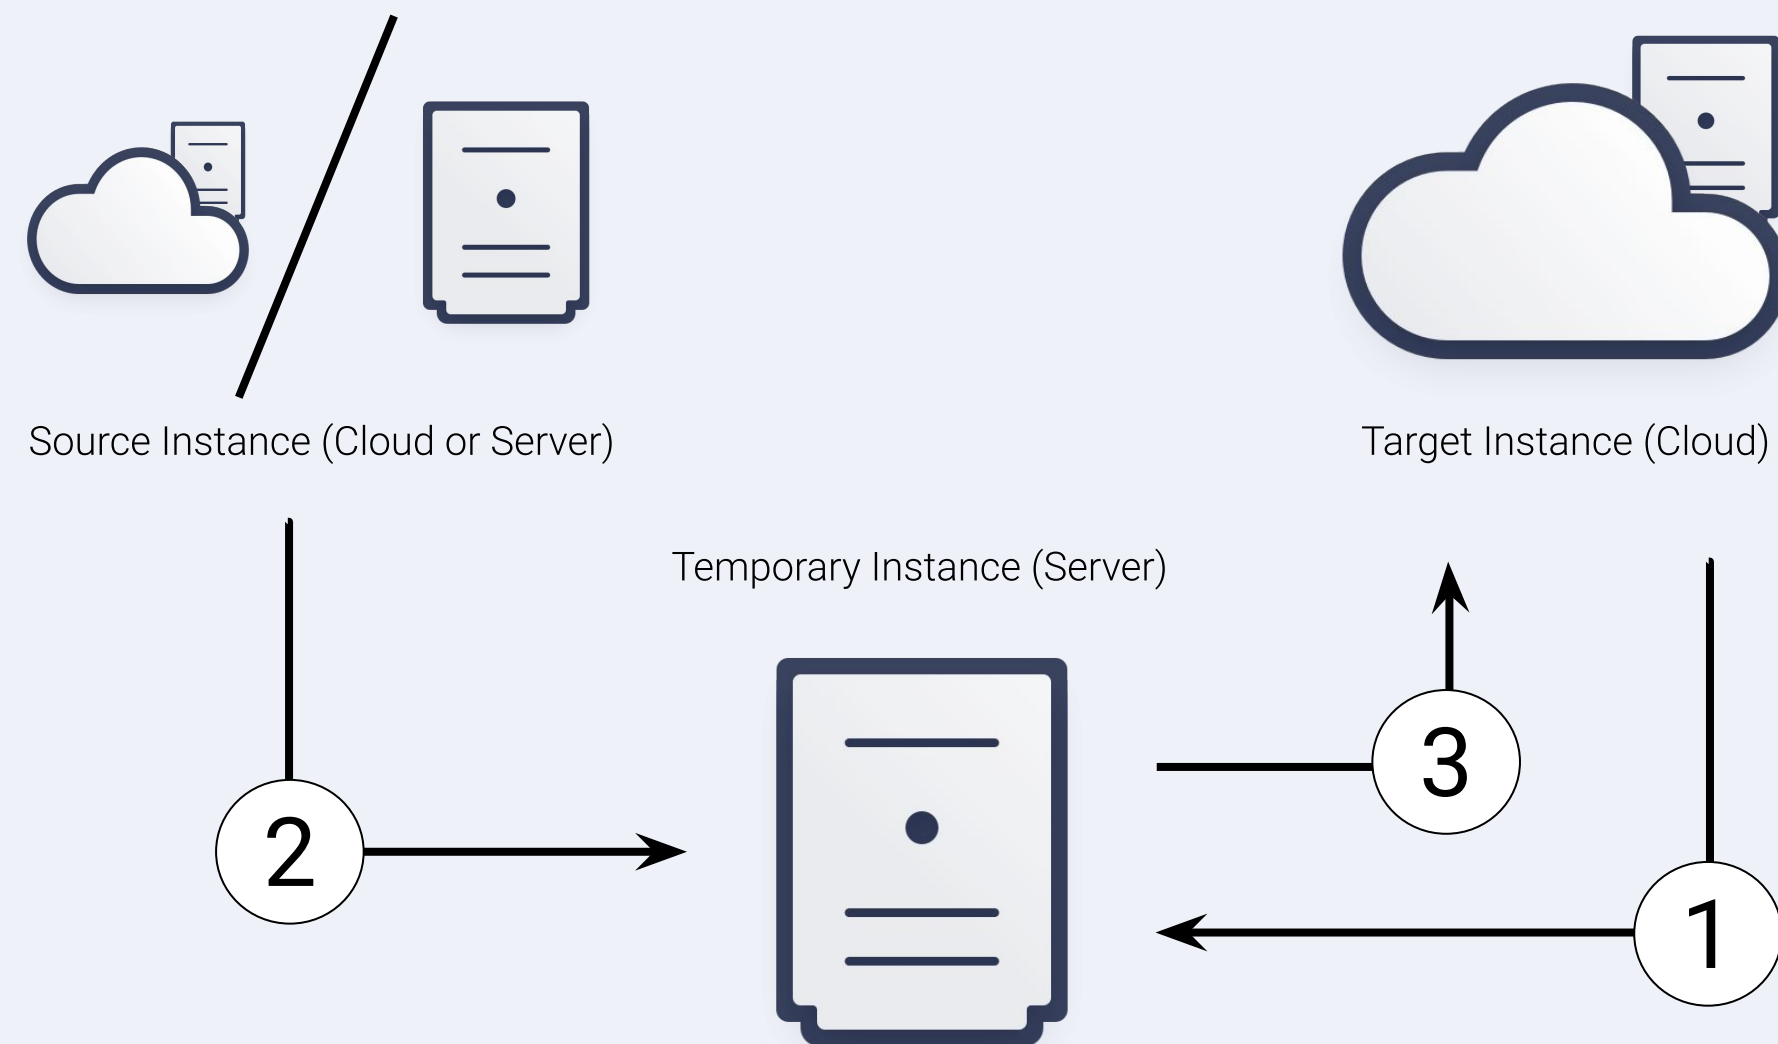 Source Instance (Cloud or Server)
Target Instance (Cloud)
Temporary Instance (Server)
3
2
1